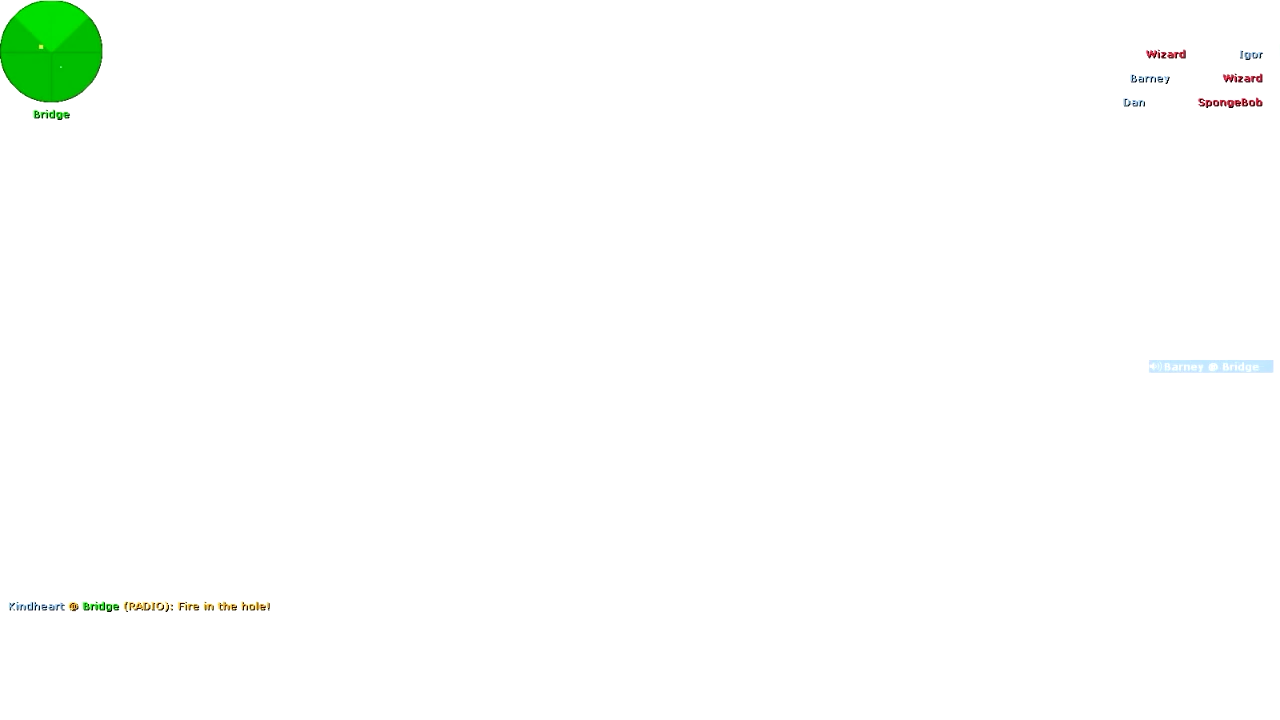 Wizard Igor
Barney Wizard
Dan SpongeBob
Bridge
Barney @ Bridge
Kindheart @ Bridge (RADIO): Fire in the hole!